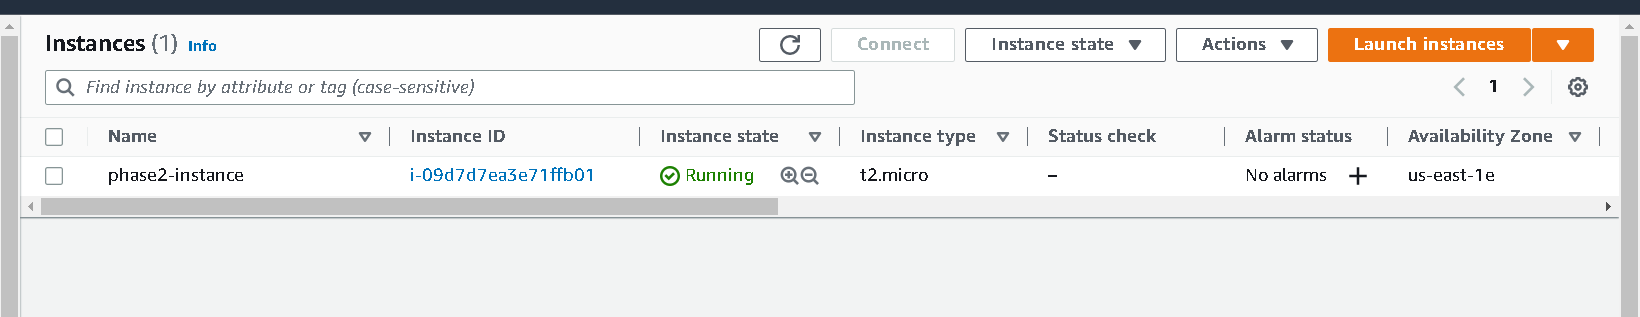 Instances (1) Info
Connect Instance state Actions Launch instances
Find instance by attribute or tag (case-sensitive)
1
Name Instance ID Instance state Instance type Status check Alarm status Availability Zone
phase2-instance i-09d7d7ea3e71ffb01 Running t2.micro – No alarms + us-east-1e